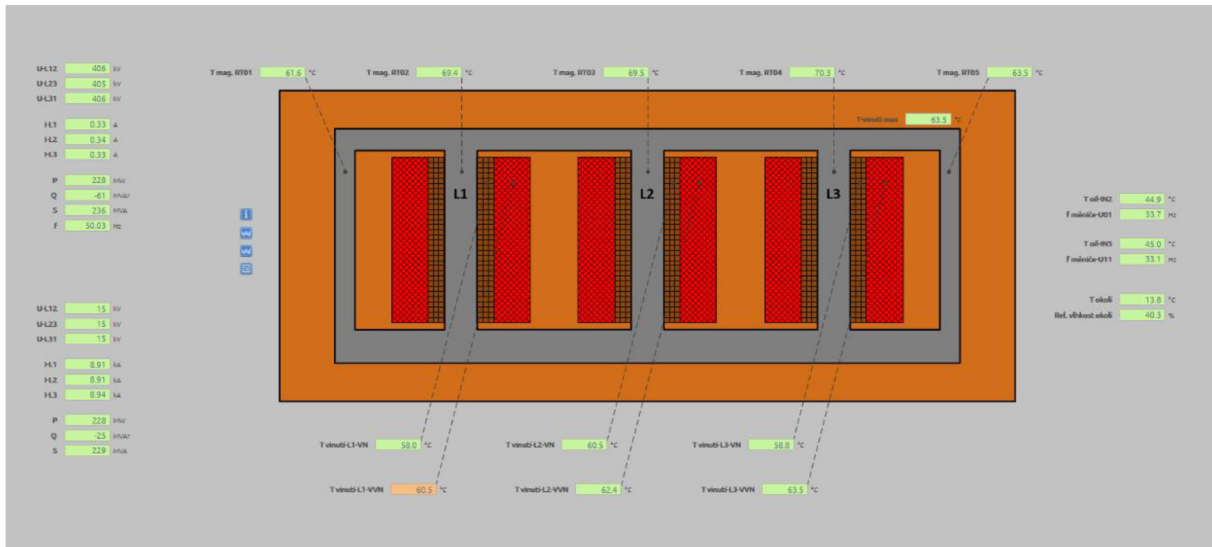 U-L12 406 kV
U-L23 405 kV
U-L31 406 kV
I-L1 0.33 A
I-L2 0.34 A
I-L3 0.33 A
P 228 MW
Q -61 MVAr
S 236 MVA
F 50.03 Hz
T mag. RT01 61.6 °C
T mag. RT02 69.4 °C
T mag. RT03 69.5 °C
T mag. RT04 70.3 °C
T mag. RT05 63.5 °C
T-vinutí max 63.5 °C
L1
L2
L3
T oil-IN2 44.9 °C
f měniče-U01 33.7 Hz
T oil-IN3 45.0 °C
f měniče-U11 33.1 Hz
T okolí 13.8 °C
Rel. vlhkost okolí 40.3 %
U-L12 15 kV
U-L23 15 kV
U-L31 15 kV
I-L1 8.91 kA
I-L2 8.91 kA
I-L3 8.94 kA
P 228 MW
Q -25 MVAr
S 229 MVA
T vinutí-L1-VN 58.0 °C
T vinutí-L2-VN 60.5 °C
T vinutí-L3-VN 58.8 °C
T vinutí-L1-VVN 60.5 °C
T vinutí-L2-VVN 62.4 °C
T vinutí-L3-VVN 63.5 °C